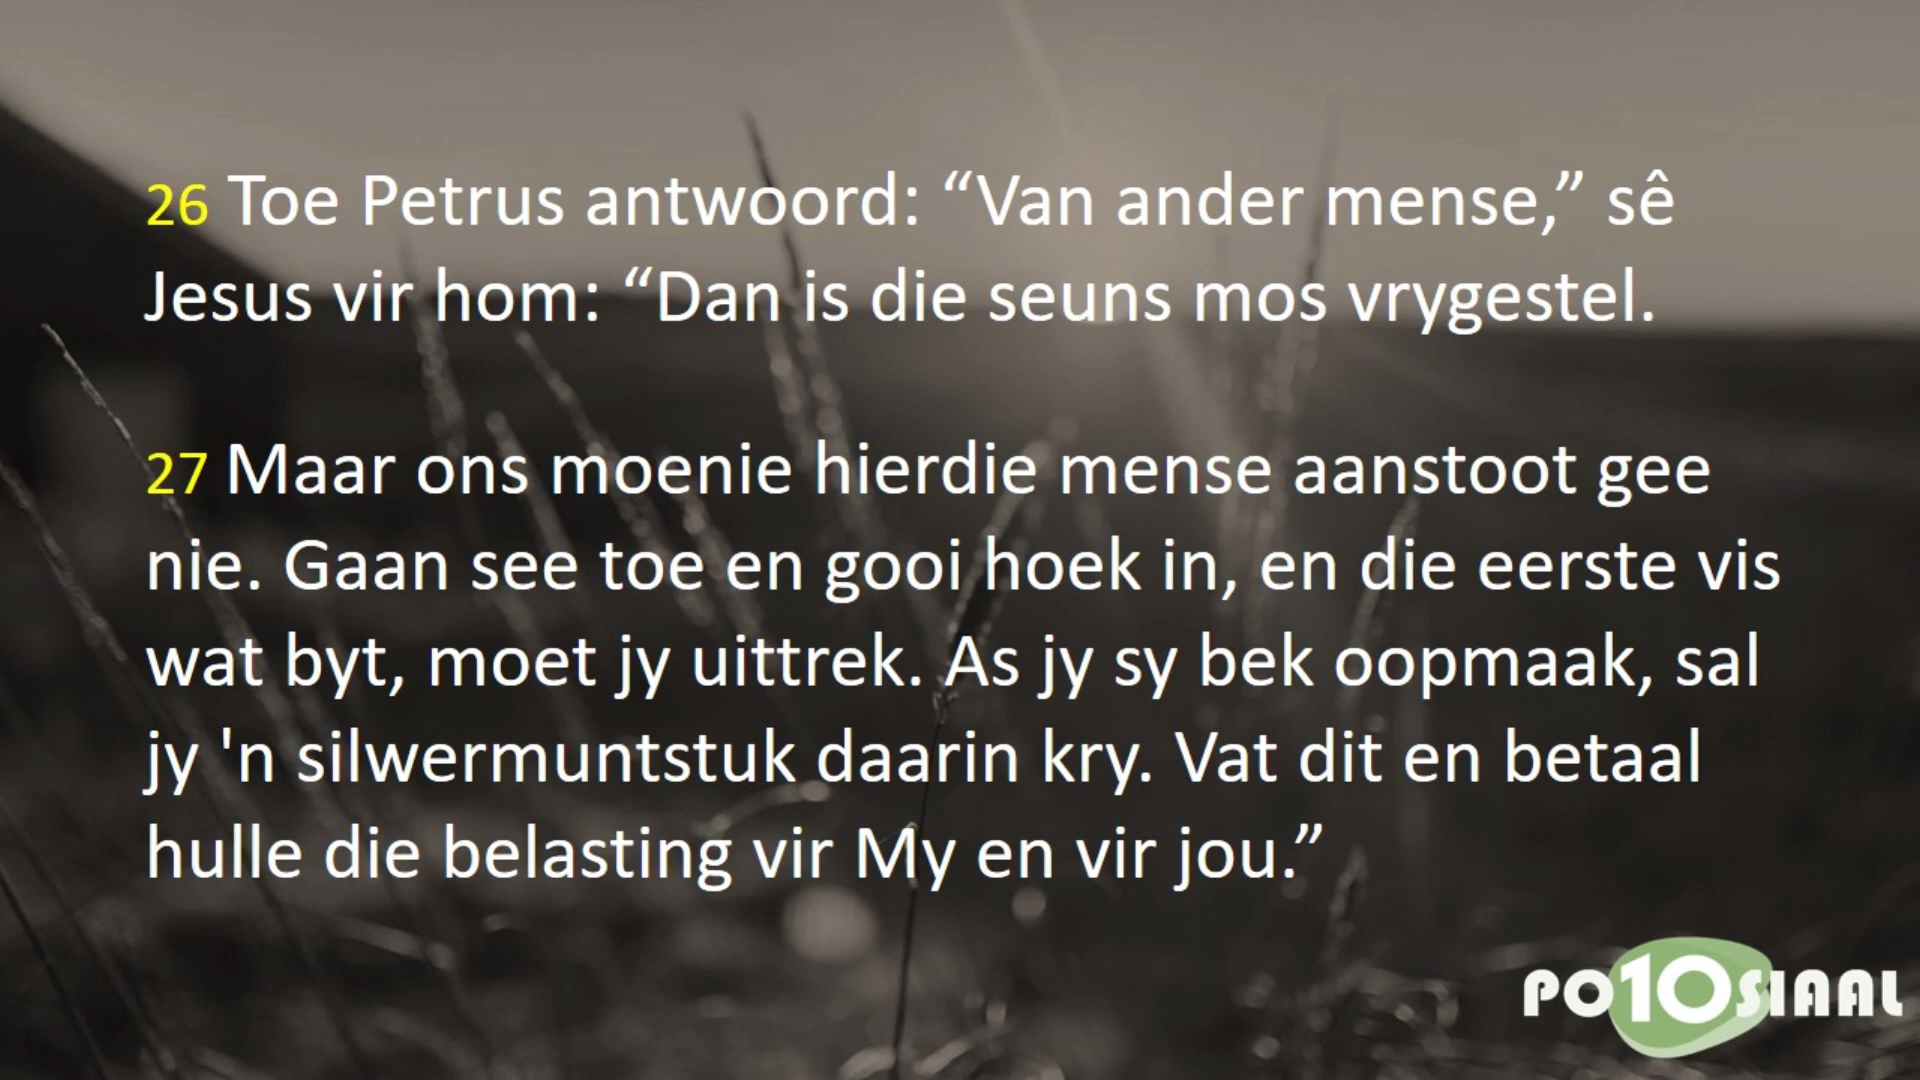 26 Toe Petrus antwoord: “Van ander mense,” sê
Jesus vir hom: “Dan is die seuns mos vrygestel.
27 Maar ons moenie hierdie mense aanstoot gee
nie. Gaan see toe en gooi hoek in, en die eerste vis
wat byt, moet jy uittrek. As jy sy bek oopmaak, sal
jy 'n silwermuntstuk daarin kry. Vat dit en betaal
hulle die belasting vir My en vir jou.”
PO10SIAAL